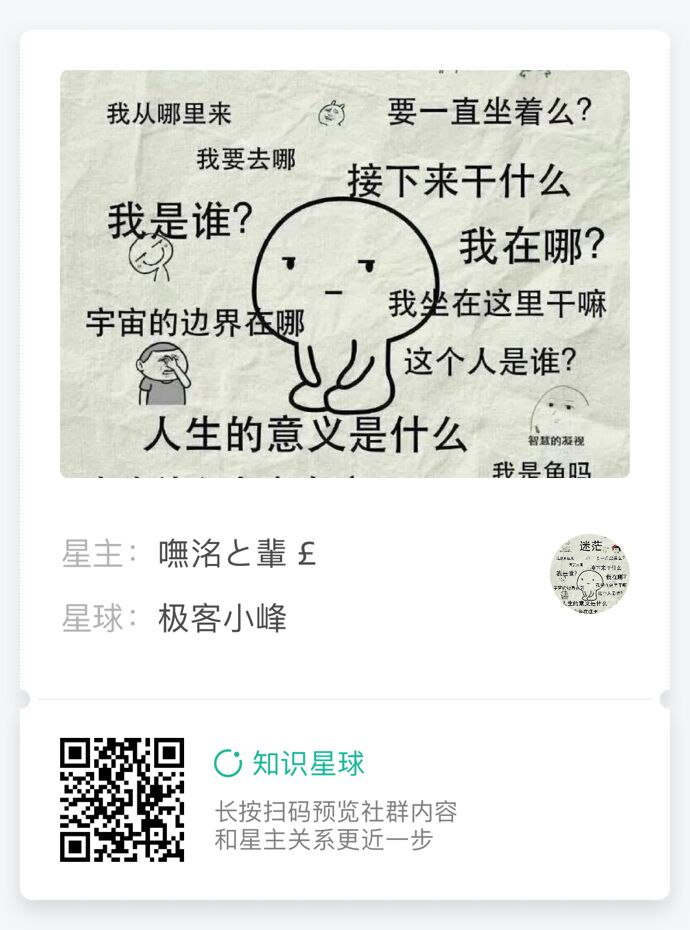 我从哪里来
要一直坐着么?
我要去哪
接下来干什么
我是谁?
我在哪?
我坐在这里干嘛
宇宙的边界在哪
这个人是谁?
人生的意义是什么
智慧的凝视
我是鱼吗
星主：嘸洺と輩 £
迷茫
星球：极客小峰
知识星球
长按扫码预览社群内容
和星主关系更近一步